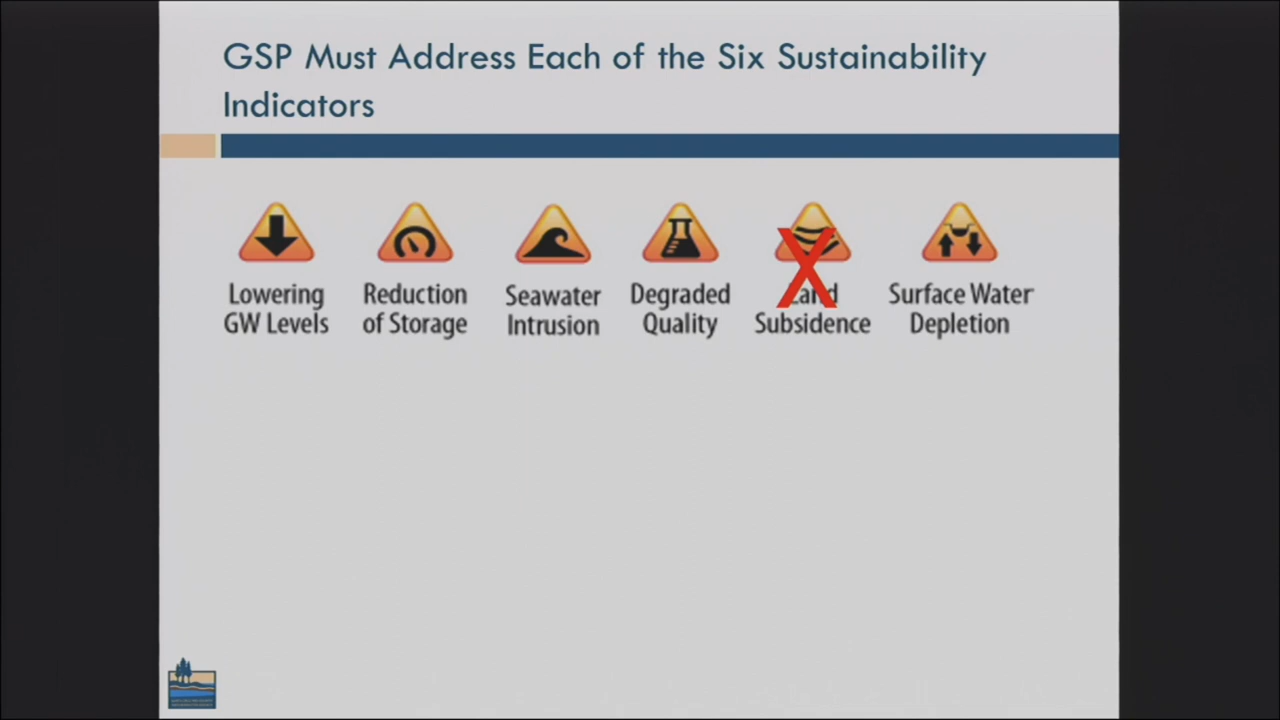 GSP Must Address Each of the Six Sustainability
Indicators
Lowering
GW Levels
Reduction
of Storage
Seawater
Intrusion
Degraded
Quality
X
Land
Subsidence
Surface Water
Depletion